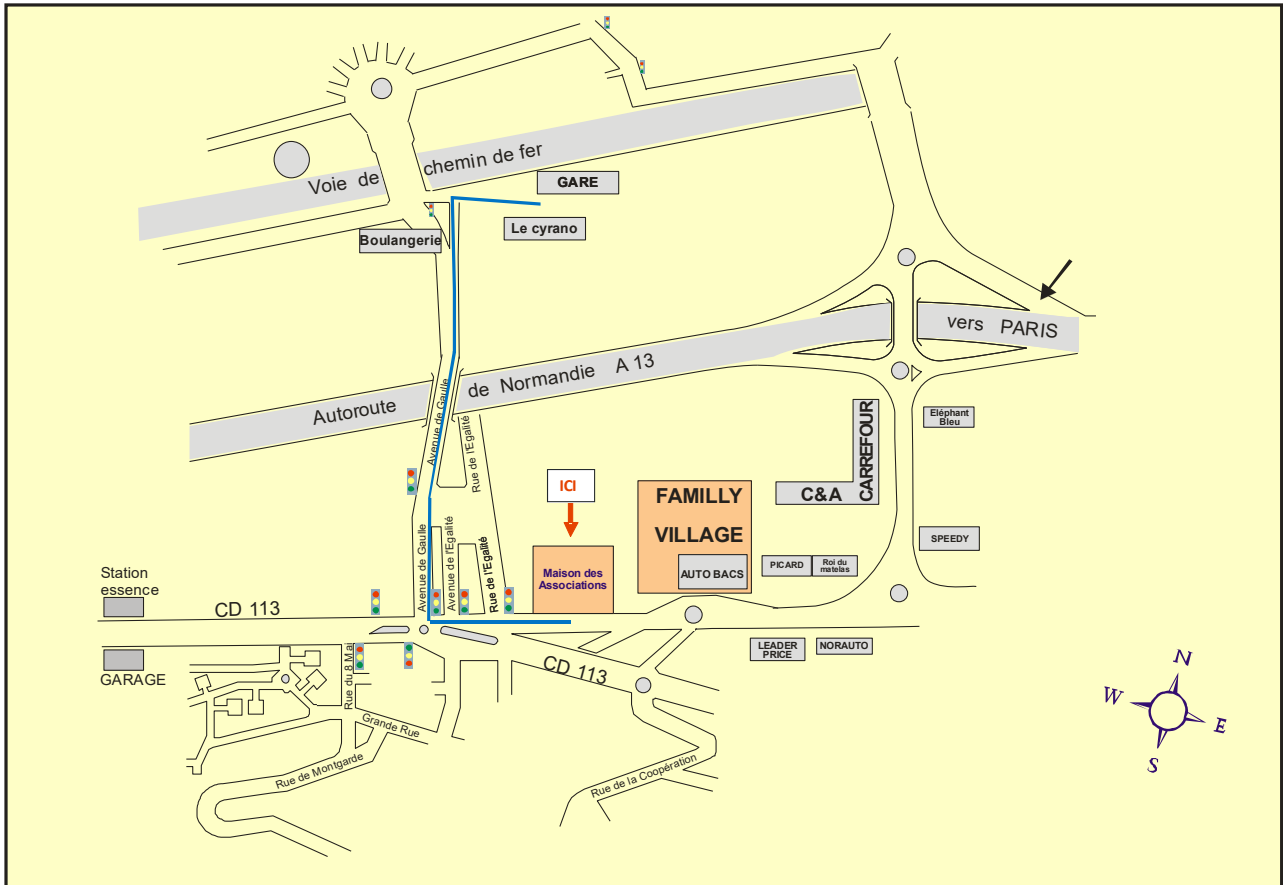 Voie de chemin de fer
GARE
Le cyrano
Boulangerie
vers PARIS
Autoroute de Normandie A 13
Avenue de Gaulle
Rue de l'Egalité
Eléphant
Bleu
CARREFOUR
C&A
ICI
FAMILLY
VILLAGE
AUTO BACS
PICARD
Roi du
matelas
SPEEDY
Maison des
Associations
Avenue de Gaulle
Avenue de l'Egalité
Rue de l'Egalité
Station
essence
CD 113
GARAGE
Rue du 8 Mai
CD 113
LEADER
PRICE
NORAUTO
Grande Rue
Rue de Montgarde
Rue de la Coopération
N
W
E
S